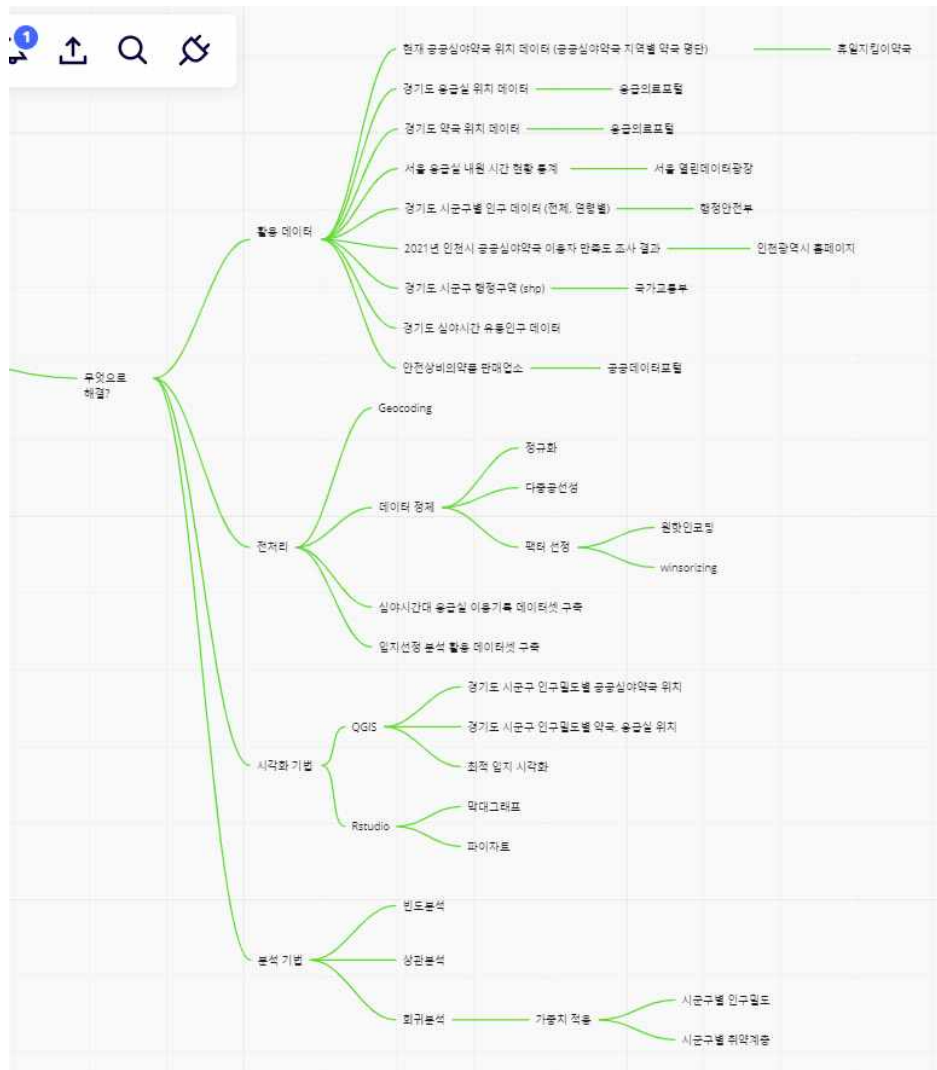 1
현재 공공심야약국 위치 데이터 (공공심야약국 지역별 약국 명단)
휴일지킴이약국
경기도 응급실 위치 데이터
응급의료포털
경기도 약국 위치 데이터
응급의료포털
서울 응급실 내원 시간 현황 통계
서울 열린데이터광장
경기도 시군구별 인구 데이터 (전체, 연령별)
행정안전부
2021년 인천시 공공심야약국 이용자 만족도 조사 결과
인천광역시 홈페이지
경기도 시군구 행정구역 (shp)
국가교통부
경기도 심야시간 유동인구 데이터
안전상비의약품 판매업소
공공데이터포털
활용 데이터
무엇으로
해결?
Geocoding
정규화
다중공선성
데이터 정제
원핫인코딩
팩터 선정
winsorizing
전처리
심야시간대 응급실 이용기록 데이터셋 구축
입지선정 분석 활용 데이터셋 구축
경기도 시군구 인구밀도별 공공심야약국 위치
QGIS
경기도 시군구 인구밀도별 약국, 응급실 위치
최적 입지 시각화
시각화 기법
막대그래프
Rstudio
파이차트
빈도분석
분석 기법
상관분석
회귀분석
가중치 적용
시군구별 인구밀도
시군구별 취약계층